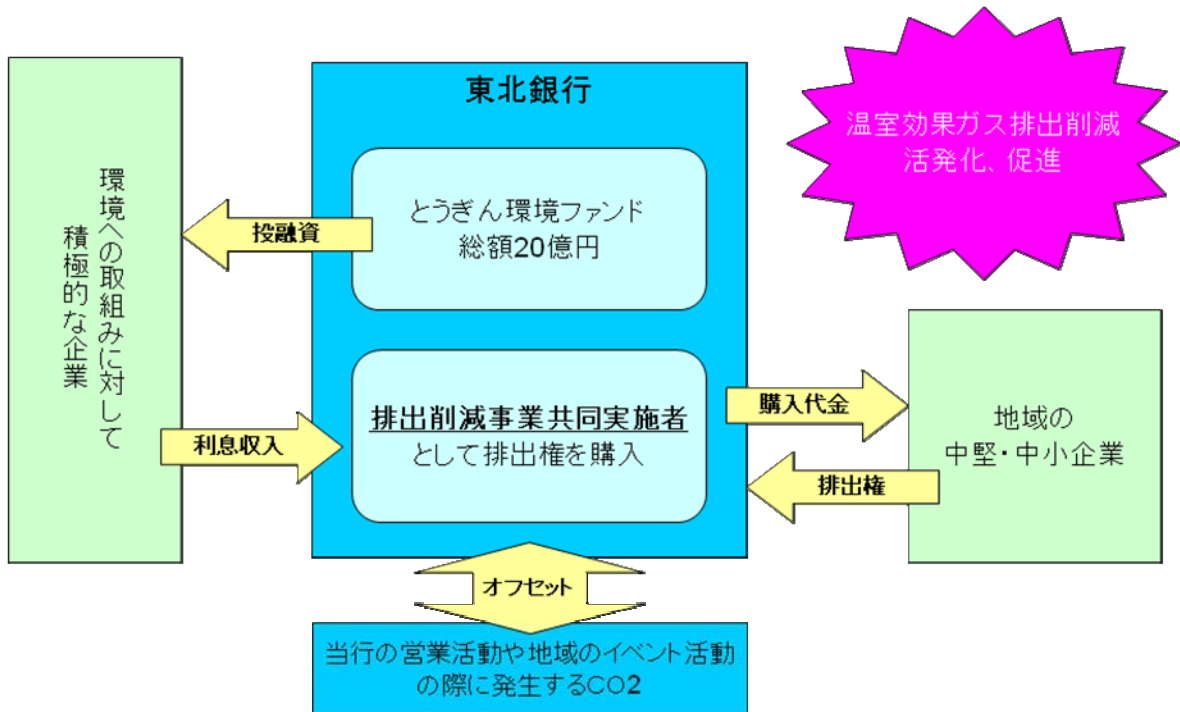 東北銀行
温室効果ガス排出削減
活発化、促進
環境への取組みに対して
積極的な企業
投融資
とうぎん環境ファンド
総額20億円
利息収入
排出削減事業共同実施者
として排出権を購入
購入代金
排出権
地域の
中堅・中小企業
オフセット
当行の営業活動や地域のイベント活動
の際に発生するCO2